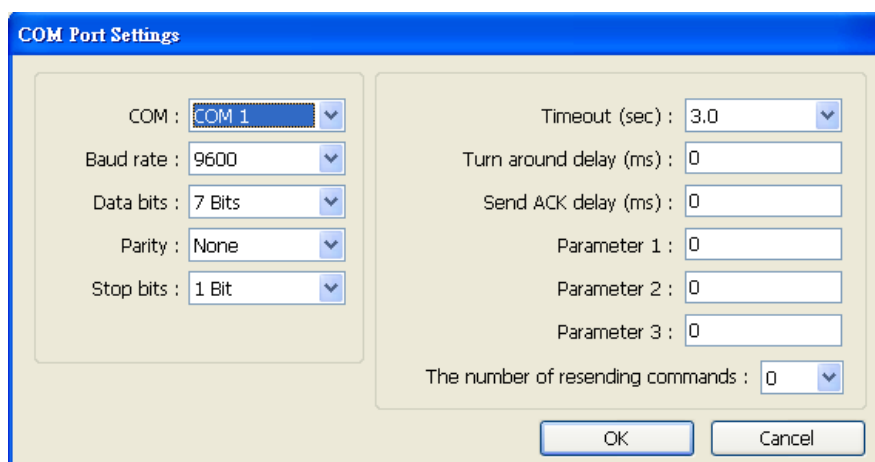 COM Port Settings
COM : COM 1
Baud rate : 9600
Data bits : 7 Bits
Parity : None
Stop bits : 1 Bit
Timeout (sec) : 3.0
Turn around delay (ms) : 0
Send ACK delay (ms) : 0
Parameter 1 : 0
Parameter 2 : 0
Parameter 3 : 0
The number of resending commands : 0
OK
Cancel